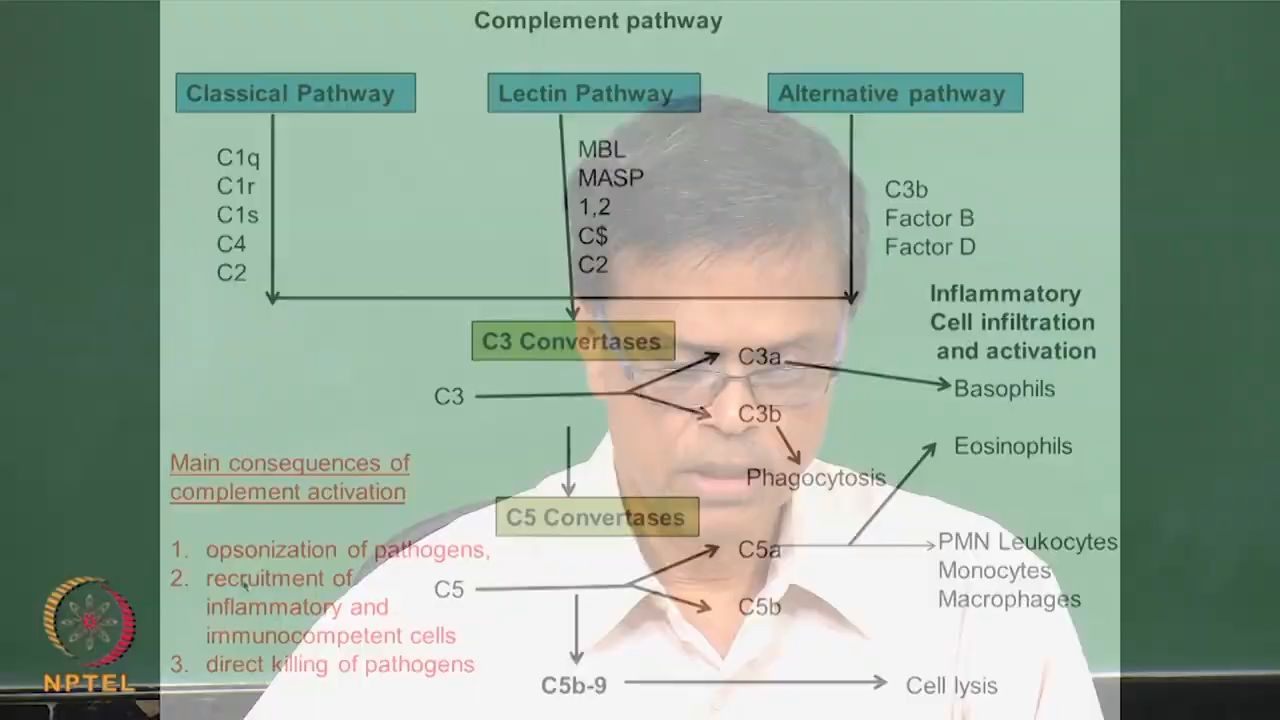 Complement pathway
Classical Pathway
Lectin Pathway
Alternative pathway
C1q
C1r
C1s
C4
C2
MBL
MASP
1,2
C$
C2
C3b
Factor B
Factor D
Inflammatory
Cell infiltration
and activation
C3 Convertases
C3a
Basophils
C3
C3b
Eosinophils
Phagocytosis
Main consequences of
complement activation
C5 Convertases
1. opsonization of pathogens,
2. recruitment of
inflammatory and
immunocompetent cells
3. direct killing of pathogens
C5a
PMN Leukocytes
Monocytes
Macrophages
C5
C5b
C5b-9
Cell lysis
NPTEL